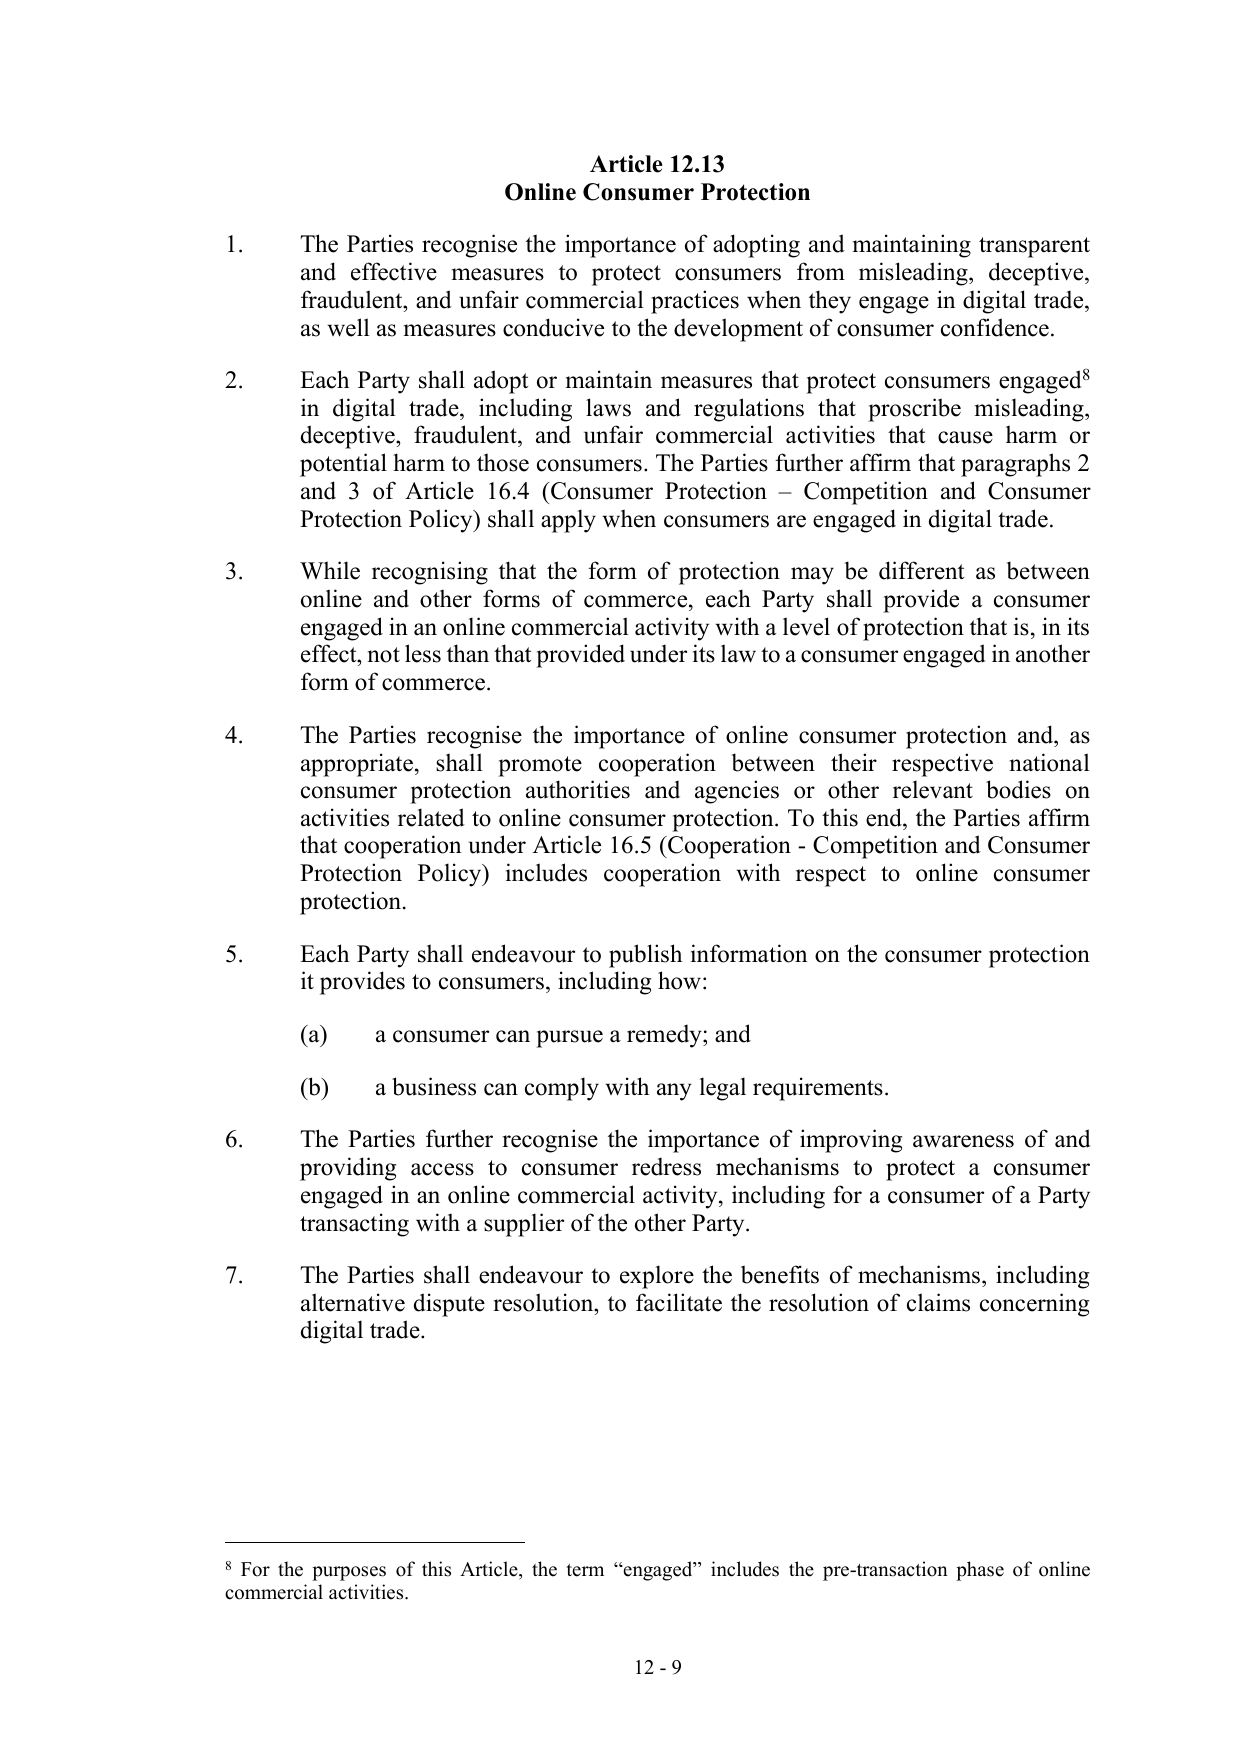 Article 12.13
Online Consumer Protection
1. The Parties recognise the importance of adopting and maintaining transparent
and effective measures to protect consumers from misleading, deceptive,
fraudulent, and unfair commercial practices when they engage in digital trade,
as well as measures conducive to the development of consumer confidence.
2. Each Party shall adopt or maintain measures that protect consumers engaged⁸
in digital trade, including laws and regulations that proscribe misleading,
deceptive, fraudulent, and unfair commercial activities that cause harm or
potential harm to those consumers. The Parties further affirm that paragraphs 2
and 3 of Article 16.4 (Consumer Protection – Competition and Consumer
Protection Policy) shall apply when consumers are engaged in digital trade.
3. While recognising that the form of protection may be different as between
online and other forms of commerce, each Party shall provide a consumer
engaged in an online commercial activity with a level of protection that is, in its
effect, not less than that provided under its law to a consumer engaged in another
form of commerce.
4. The Parties recognise the importance of online consumer protection and, as
appropriate, shall promote cooperation between their respective national
consumer protection authorities and agencies or other relevant bodies on
activities related to online consumer protection. To this end, the Parties affirm
that cooperation under Article 16.5 (Cooperation - Competition and Consumer
Protection Policy) includes cooperation with respect to online consumer
protection.
5. Each Party shall endeavour to publish information on the consumer protection
it provides to consumers, including how:
(a) a consumer can pursue a remedy; and
(b) a business can comply with any legal requirements.
6. The Parties further recognise the importance of improving awareness of and
providing access to consumer redress mechanisms to protect a consumer
engaged in an online commercial activity, including for a consumer of a Party
transacting with a supplier of the other Party.
7. The Parties shall endeavour to explore the benefits of mechanisms, including
alternative dispute resolution, to facilitate the resolution of claims concerning
digital trade.
⁸ For the purposes of this Article, the term “engaged” includes the pre-transaction phase of online
commercial activities.
12 - 9